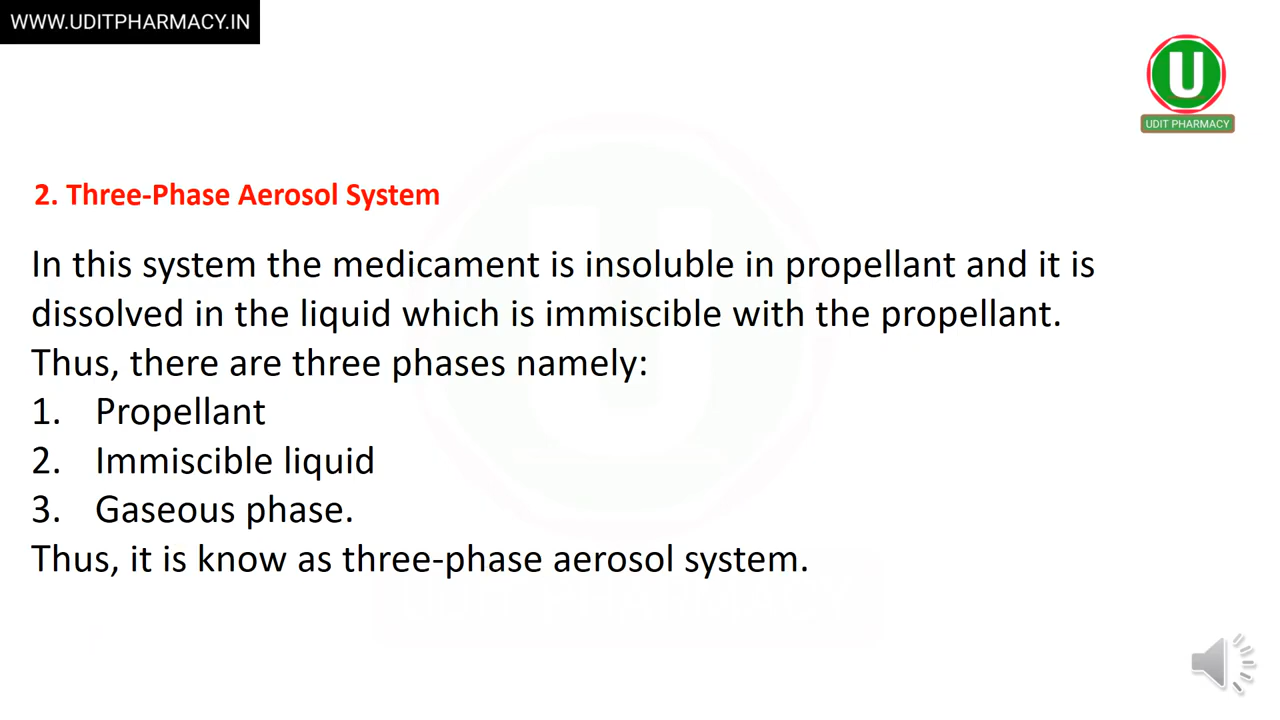 WWW.UDITPHARMACY.IN
U
UDIT PHARMACY
2. Three-Phase Aerosol System
In this system the medicament is insoluble in propellant and it is
dissolved in the liquid which is immiscible with the propellant.
Thus, there are three phases namely:
1. Propellant
2. Immiscible liquid
3. Gaseous phase.
Thus, it is know as three-phase aerosol system.
U
UDIT PHARMACY